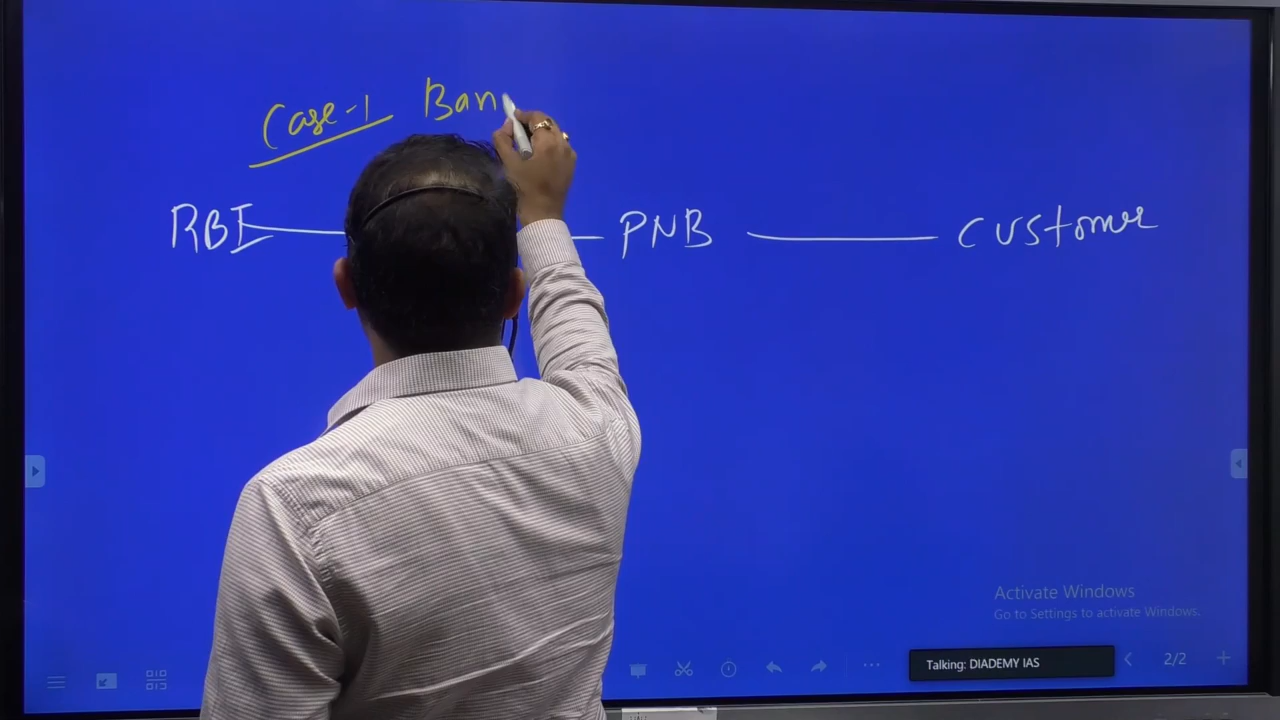 Case-1 Ban
RBI PNB Customer
Activate Windows
Go to Settings to activate Windows.
Talking: DIADEMY IAS
2/2